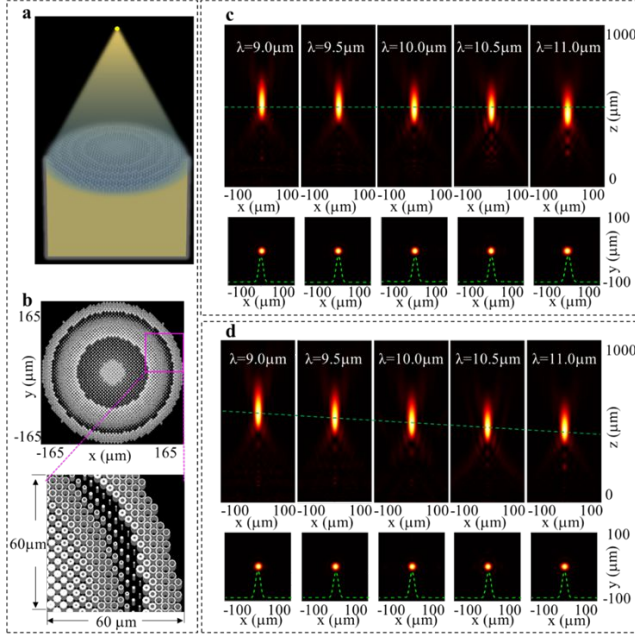 a
b
165
-165
y (µm)
-165
165
x (µm)
60µm
60 µm
c
λ=9.0µm λ=9.5µm λ=10.0µm λ=10.5µm λ=11.0µm
1000
0
z (µm)
-100 100 -100 100 -100 100 -100 100 -100 100
x (µm) x (µm) x (µm) x (µm) x (µm)
100
-100
y (µm)
-100 100 -100 100 -100 100 -100 100 -100 100
x (µm) x (µm) x (µm) x (µm) x (µm)
d
λ=9.0µm λ=9.5µm λ=10.0µm λ=10.5µm λ=11.0µm
1000
0
z (µm)
-100 100 -100 100 -100 100 -100 100 -100 100
x (µm) x (µm) x (µm) x (µm) x (µm)
100
-100
y (µm)
-100 100 -100 100 -100 100 -100 100 -100 100
x (µm) x (µm) x (µm) x (µm) x (µm)